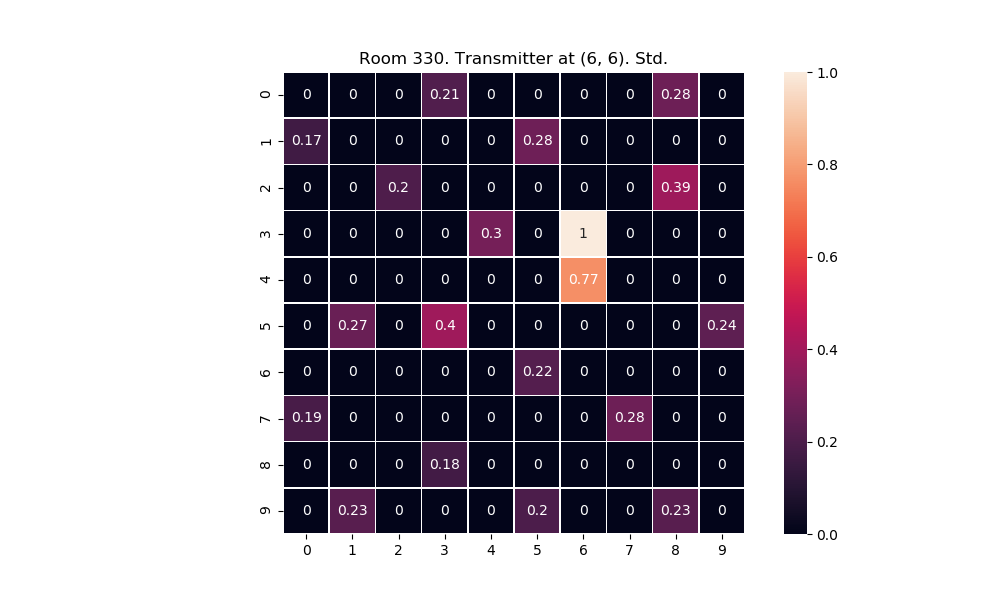 Room 330. Transmitter at (6, 6). Std.
0 0 0 0 0.21 0 0 0 0 0.28 0
1 0.17 0 0 0 0 0.28 0 0 0 0
2 0 0 0.2 0 0 0 0 0 0.39 0
3 0 0 0 0 0.3 0 1 0 0 0
4 0 0 0 0 0 0 0.77 0 0 0
5 0 0.27 0 0.4 0 0 0 0 0 0.24
6 0 0 0 0 0 0.22 0 0 0 0
7 0.19 0 0 0 0 0 0 0.28 0 0
8 0 0 0 0.18 0 0 0 0 0 0
9 0 0.23 0 0 0 0.2 0 0 0.23 0
0 1 2 3 4 5 6 7 8 9
1.0
0.8
0.6
0.4
0.2
0.0